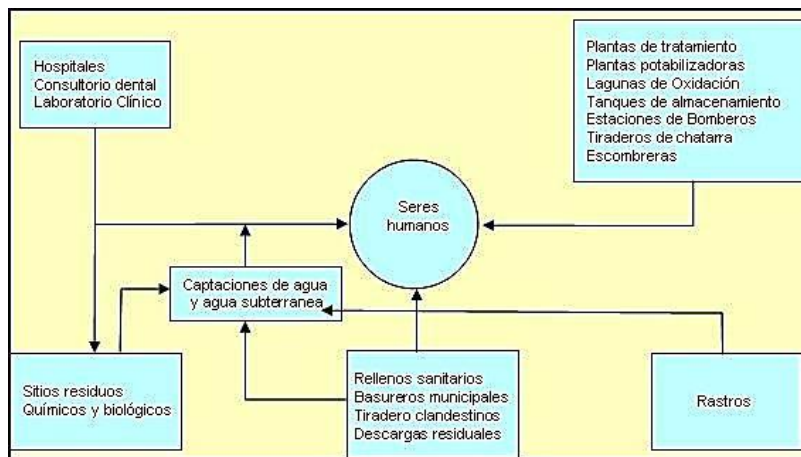 Hospitales
Consultorio dental
Laboratorio Clínico
Plantas de tratamiento
Plantas potabilizadoras
Lagunas de Oxidación
Tanques de almacenamiento
Estaciones de Bomberos
Tiraderos de chatarra
Escombreras
Seres
humanos
Captaciones de agua
y agua subterranea
Sitios residuos
Químicos y biológicos
Rellenos sanitarios
Basureros municipales
Tiradero clandestinos
Descargas residuales
Rastros